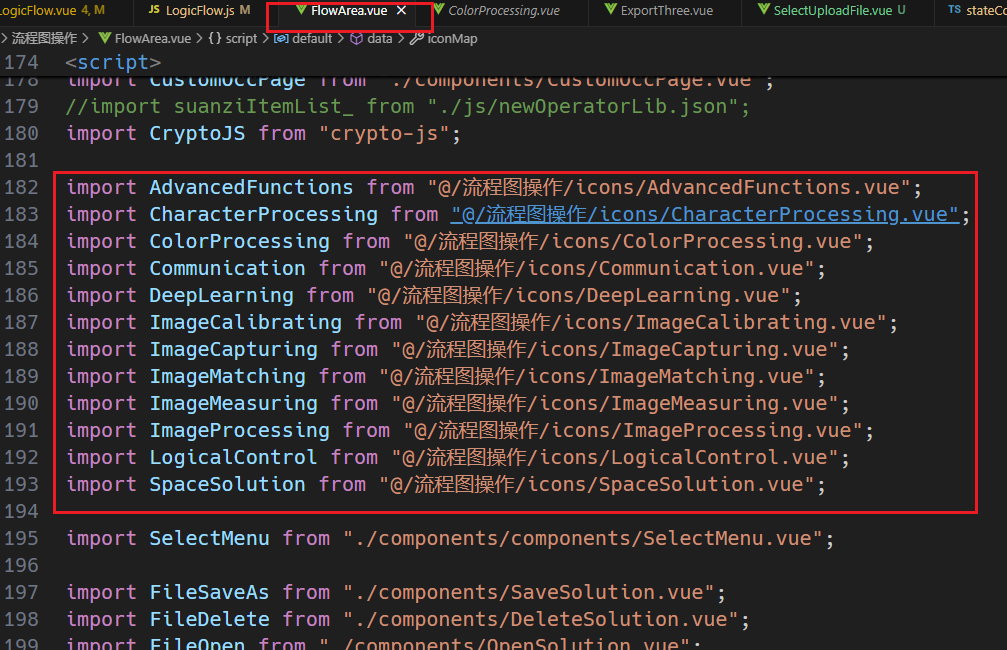 ogicFlow.vue 4, M JS LogicFlow.js M FlowArea.vue × ColorProcessing.vue ExportThree.vue SelectUploadFile.vue U TS stateCo
> 流程图操作 > FlowArea.vue > {} script > default > data > iconMap
174 <script>
178 import CustomOccPage from "./components/CustomOccPage.vue";
179 //import suanziItemList_ from "./js/newOperatorLib.json";
180 import CryptoJS from "crypto-js";
181
182 import AdvancedFunctions from "@/流程图操作/icons/AdvancedFunctions.vue";
183 import CharacterProcessing from "@/流程图操作/icons/CharacterProcessing.vue";
184 import ColorProcessing from "@/流程图操作/icons/ColorProcessing.vue";
185 import Communication from "@/流程图操作/icons/Communication.vue";
186 import DeepLearning from "@/流程图操作/icons/DeepLearning.vue";
187 import ImageCalibrating from "@/流程图操作/icons/ImageCalibrating.vue";
188 import ImageCapturing from "@/流程图操作/icons/ImageCapturing.vue";
189 import ImageMatching from "@/流程图操作/icons/ImageMatching.vue";
190 import ImageMeasuring from "@/流程图操作/icons/ImageMeasuring.vue";
191 import ImageProcessing from "@/流程图操作/icons/ImageProcessing.vue";
192 import LogicalControl from "@/流程图操作/icons/LogicalControl.vue";
193 import SpaceSolution from "@/流程图操作/icons/SpaceSolution.vue";
194
195 import SelectMenu from "./components/components/SelectMenu.vue";
196
197 import FileSaveAs from "./components/SaveSolution.vue";
198 import FileDelete from "./components/DeleteSolution.vue";
199 import FileOpen from "./components/OpenSolution.vue";